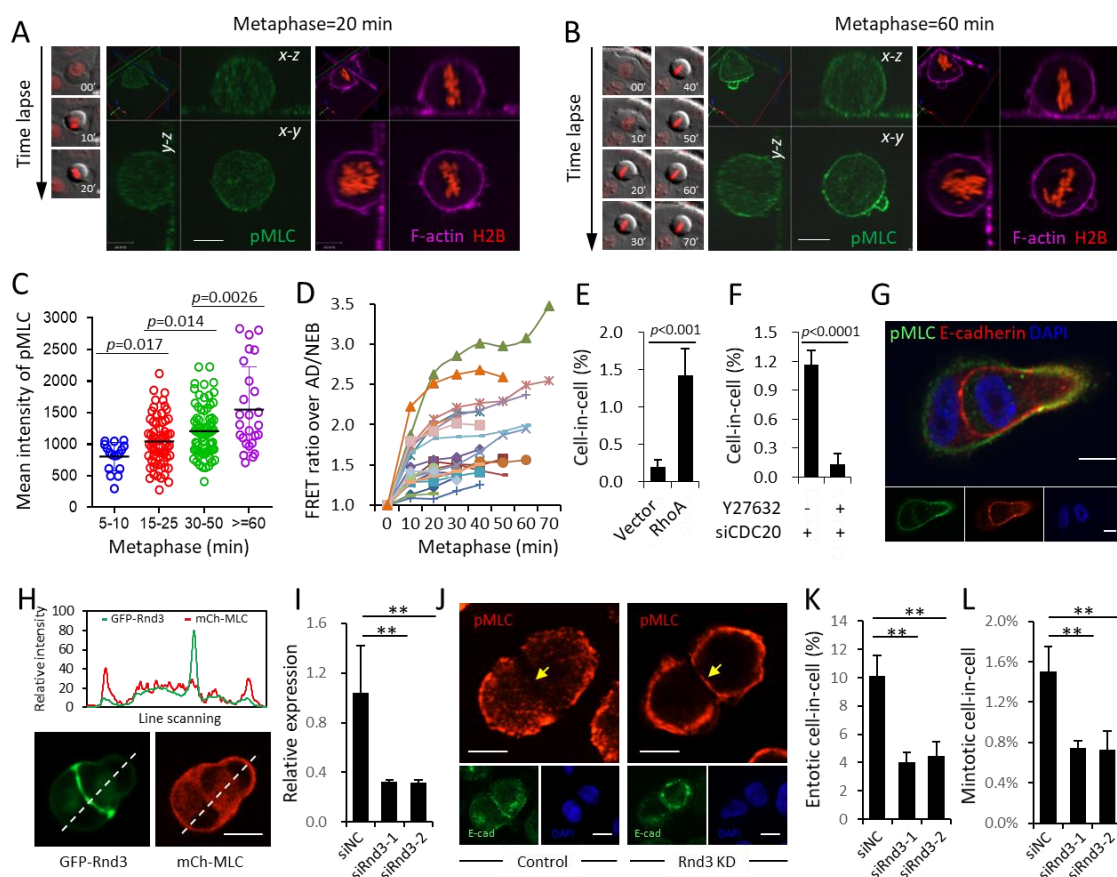 A
Metaphase=20 min
Time lapse
00’
10’
20’
x-z
x-y
y-z
pMLC
F-actin H2B
B
Metaphase=60 min
Time lapse
00’
40’
10’
50’
20’
60’
30’
70’
x-z
x-y
y-z
pMLC
F-actin H2B
C
p=0.0026
p=0.014
p=0.017
Mean intensity of pMLC
3000
2500
2000
1500
1000
500
0
5-10 15-25 30-50 >=60
Metaphase (min)
D
FRET ratio over AD/NEB
3.5
3.0
2.5
2.0
1.5
1.0
0 10 20 30 40 50 60 70
Metaphase (min)
E
p<0.001
Cell-in-cell (%)
2.0
1.6
1.2
0.8
0.4
0.0
Vector
RhoA
F
p<0.0001
Cell-in-cell (%)
1.5
1.2
0.9
0.6
0.3
0.0
Y27632 - +
siCDC20 + +
G
pMLC E-cadherin DAPI
H
Relative intensity
100
80
60
40
20
0
GFP-Rnd3 mCh-MLC
Line scanning
GFP-Rnd3 mCh-MLC
I
**
**
Relative expression
1.6
1.2
0.8
0.4
0.0
siNC
siRnd3-1
siRnd3-2
J
pMLC
pMLC
E-cad
DAPI
E-cad
DAPI
Control
Rnd3 KD
K
**
**
Entotic cell-in-cell (%)
14
12
10
8
6
4
2
0
siNC
siRnd3-1
siRnd3-2
L
**
**
Mintotic cell-in-cell
2.0%
1.6%
1.2%
0.8%
0.4%
0.0%
siNC
siRnd3-1
siRnd3-2